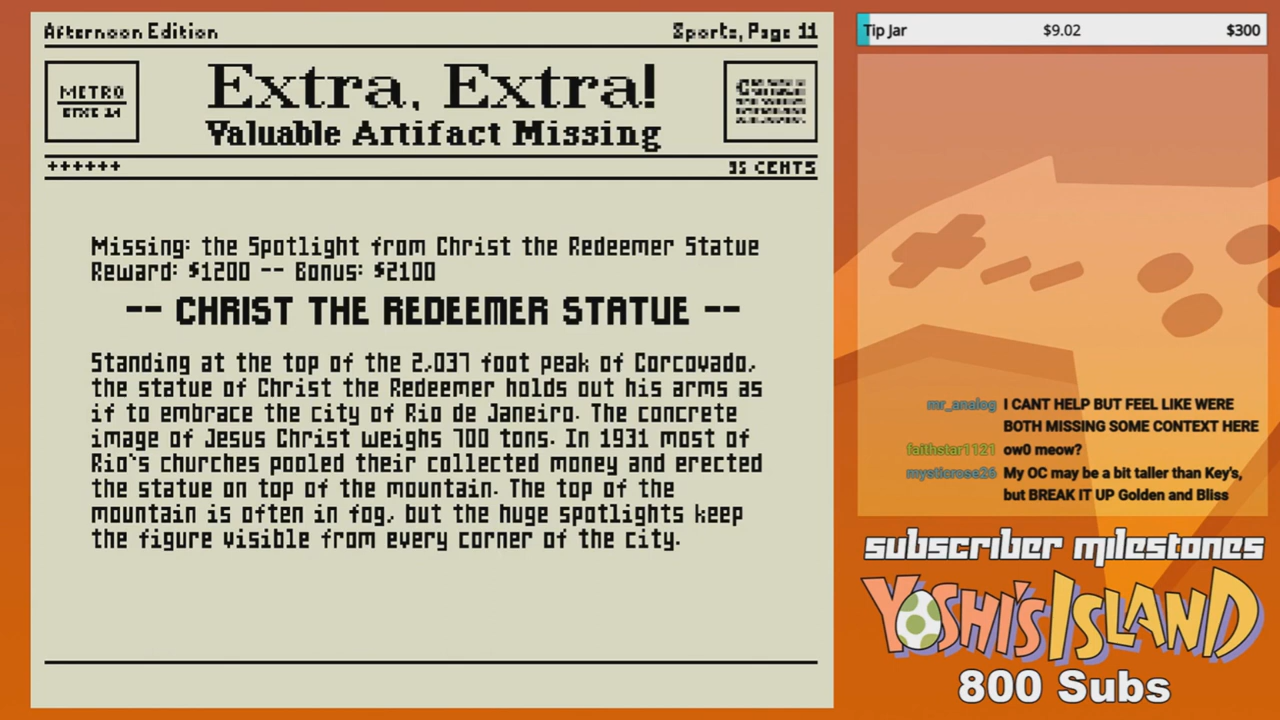 Afternoon Edition
Sports, Page 11
METRO
Extra, Extra!
Valuable Artifact Missing
++++++
35 CENTS
Missing: the Spotlight from Christ the Redeemer Statue
Reward: $1200 -- Bonus: $2100
-- CHRIST THE REDEEMER STATUE --
Standing at the top of the 2,037 foot peak of Corcovado,
the statue of Christ the Redeemer holds out his arms as
if to embrace the city of Rio de Janeiro. The concrete
image of Jesus Christ weighs 700 tons. In 1931 most of
Rio's churches pooled their collected money and erected
the statue on top of the mountain. The top of the
mountain is often in fog, but the huge spotlights keep
the figure visible from every corner of the city.
Tip Jar $9.02 $300
mr_analog I CANT HELP BUT FEEL LIKE WERE
BOTH MISSING SOME CONTEXT HERE
faithstar1121 ow0 meow?
mysticrose26 My OC may be a bit taller than Key's,
but BREAK IT UP Golden and Bliss
SUBSCRIBER MILESTONES
YOSHI'S ISLAND
800 Subs